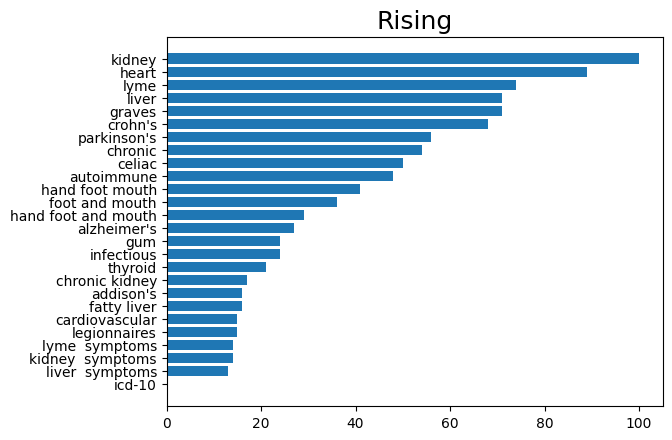 Rising
kidney
heart
lyme
liver
graves
crohn's
parkinson's
chronic
celiac
autoimmune
hand foot mouth
foot and mouth
hand foot and mouth
alzheimer's
gum
infectious
thyroid
chronic kidney
addison's
fatty liver
cardiovascular
legionnaires
lyme  symptoms
kidney  symptoms
liver  symptoms
icd-10
0 20 40 60 80 100